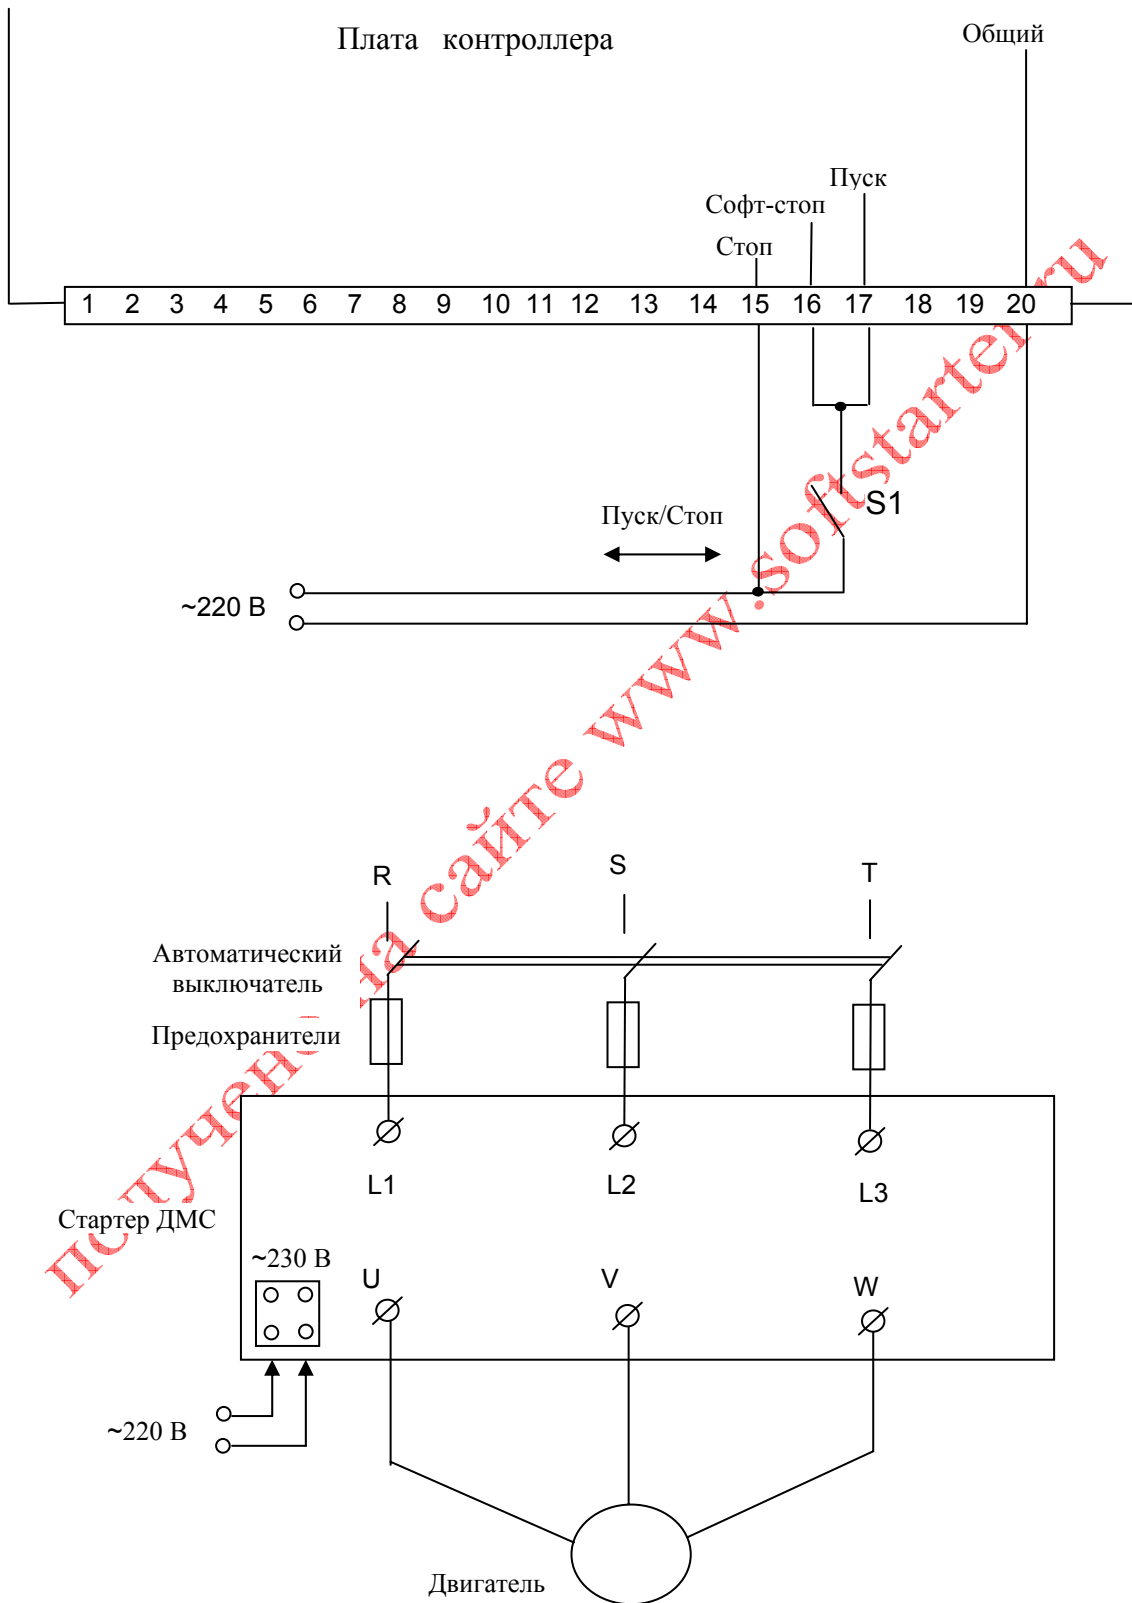 Плата контроллера
Общий
Пуск
Софт-стоп
Стоп
1 2 3 4 5 6 7 8 9 10 11 12 13 14 15 16 17 18 19 20
S1
Пуск/Стоп
~220 В
R S T
Автоматический
выключатель
Предохранители
L1 L2 L3
Стартер ДМС
~230 В
U V W
~220 В
Двигатель
получено на сайте www.softstarter.ru